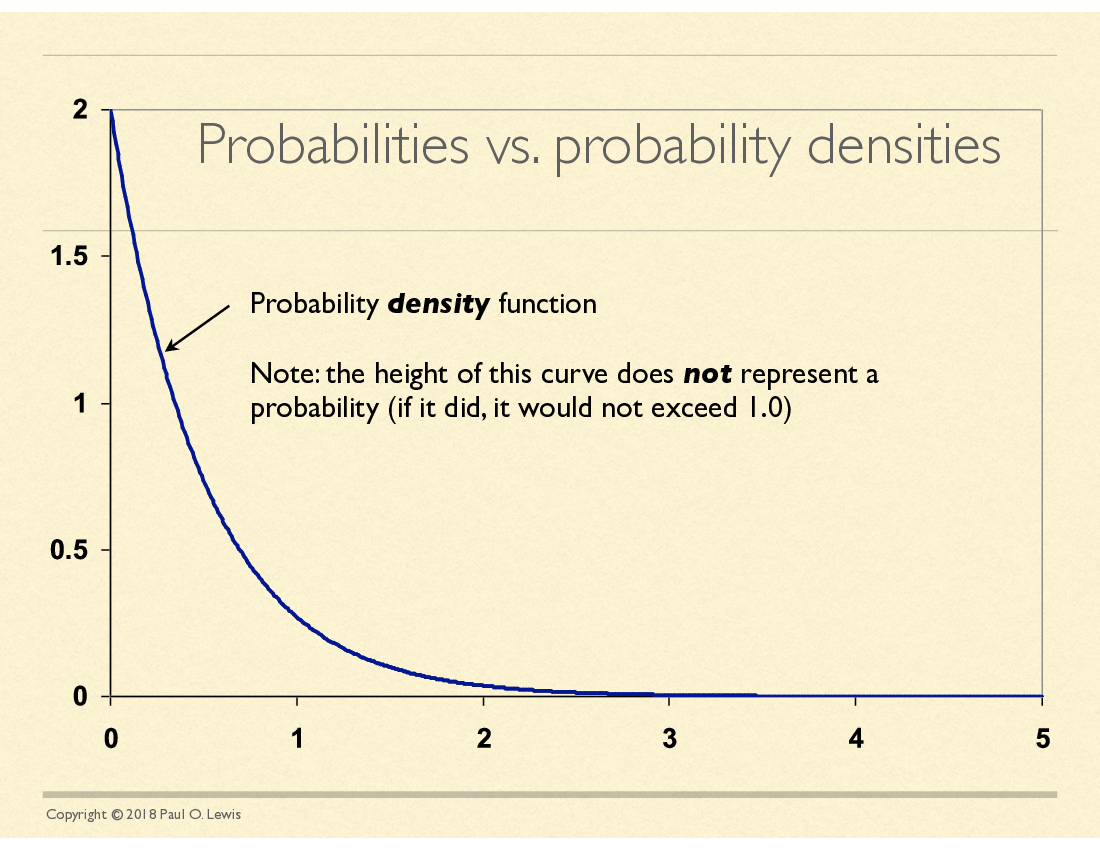 Probabilities vs. probability densities
2
1.5
1
0.5
0
Probability density function
Note: the height of this curve does not represent a
probability (if it did, it would not exceed 1.0)
0 1 2 3 4 5
Copyright © 2018 Paul O. Lewis